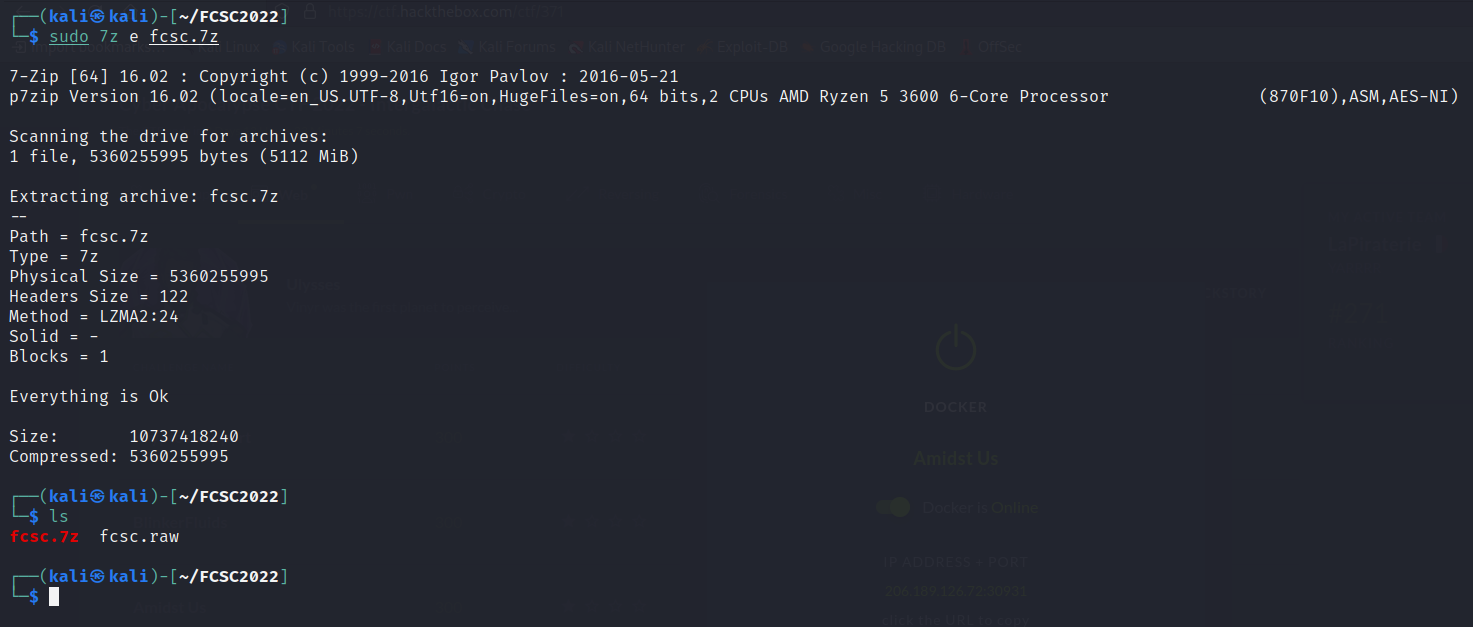 https:// hackthebox.com
┌──(kali㉿kali)-[~/FCSC2022]
└─$ sudo 7z e fcsc.7z
Kali Linux Kali Tools Kali Docs Kali Forums Kali NetHunter Exploit-DB Google Hacking DB OffSec
7-Zip [64] 16.02 : Copyright (c) 1999-2016 Igor Pavlov : 2016-05-21
p7zip Version 16.02 (locale=en_US.UTF-8,Utf16=on,HugeFiles=on,64 bits,2 CPUs AMD Ryzen 5 3600 6-Core Processor (870F10),ASM,AES-NI)
Scanning the drive for archives:
1 file, 5360255995 bytes (5112 MiB)
Extracting archive: fcsc.7z
--
Path = fcsc.7z
Type = 7z
Physical Size = 5360255995
Headers Size = 122
Method = LZMA2:24
Solid = -
Blocks = 1
Everything is Ok
DOCKER
Size: 10737418240
Compressed: 5360255995
Amidst Us
┌──(kali㉿kali)-[~/FCSC2022]
└─$ ls
Docker is Online
fcsc.7z fcsc.raw
IP ADDRESS - PORT
┌──(kali㉿kali)-[~/FCSC2022]
└─$
click the URL to copy